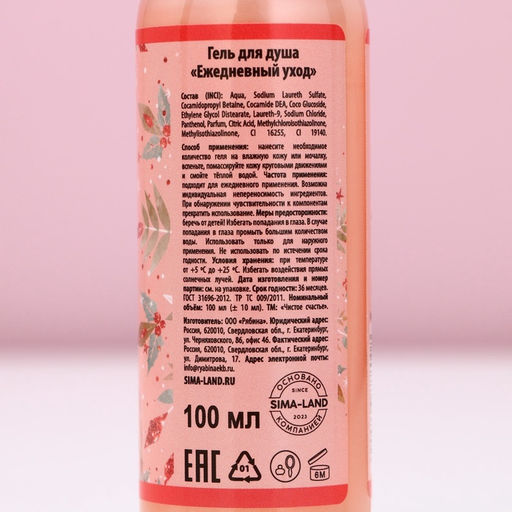 Гель для душа
«Ежедневный уход»
Состав (INCI): Aqua, Sodium Laureth Sulfate,
Cocamidopropyl Betaine, Cocamide DEA, Coco Glucoside,
Ethylene Glycol Distearate, Laureth-9, Sodium Chloride,
Panthenol, Parfum, Citric Acid, Methylchloroisothiazolinone,
Methylisothiazolinone, CI 16255, CI 19140.
Способ применения: нанесите необходимое
количество геля на влажную кожу или мочалку,
вспеньте, помассируйте кожу круговыми движениями
и смойте тёплой водой. Частота применения:
подходит для ежедневного применения. Возможна
индивидуальная непереносимость ингредиентов.
При обнаружении чувствительности к компонентам
прекратить использование. Меры предосторожности:
беречь от детей! Избегать попадания в глаза. В случае
попадания в глаза промыть большим количеством
воды. Использовать только для наружного
применения. Не использовать по истечении срока
годности. Условия хранения: при температуре
от +5 °C до +25 °C. Избегать воздействия прямых
солнечных лучей. Дата изготовления и номер
партии: см. на упаковке. Срок годности: 36 месяцев.
ГОСТ 31696-2012. ТР ТС 009/2011. Номинальный
объём: 100 мл (± 10 мл). ТМ: «Чистое счастье».
Изготовитель: ООО «Рябина». Юридический адрес:
Россия, 620010, Свердловская обл., г. Екатеринбург,
ул. Черняховского, 86, офис 46. Фактический адрес:
Россия, 620010, Свердловская обл., г. Екатеринбург,
ул. Димитрова, 17. Адрес электронной почты:
info@ryabinaekb.ru
SIMA-LAND.RU
100 мл
ОСНОВАНО
SINCE
SIMA-LAND
2023
КОМПАНИЕЙ
EAC
01
6M